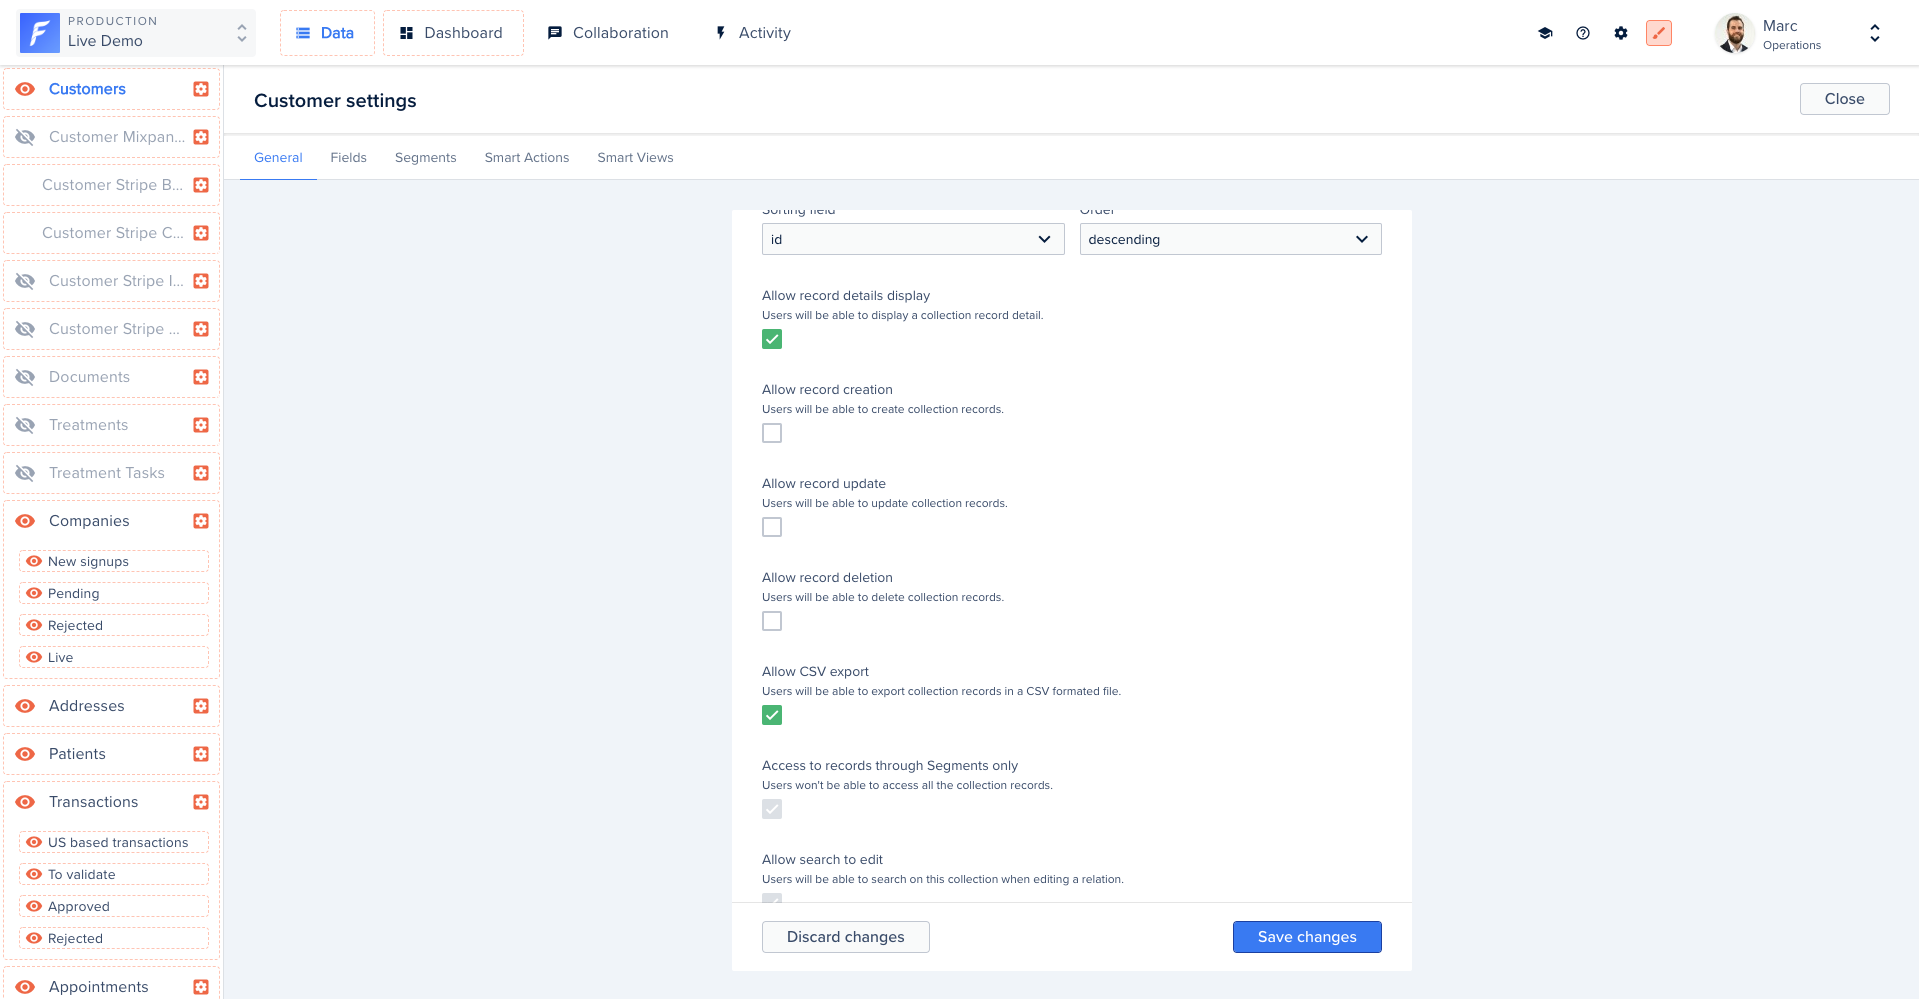 PRODUCTION
Live Demo
Data
Dashboard
Collaboration
Activity
Marc
Operations
Customers
Customer Mixpan...
Customer Stripe B...
Customer Stripe C...
Customer Stripe I...
Customer Stripe ...
Documents
Treatments
Treatment Tasks
Companies
New signups
Pending
Rejected
Live
Addresses
Patients
Transactions
US based transactions
To validate
Approved
Rejected
Appointments
Customer settings
Close
General
Fields
Segments
Smart Actions
Smart Views
Sorting field
Order
id
descending
Allow record details display
Users will be able to display a collection record detail.
Allow record creation
Users will be able to create collection records.
Allow record update
Users will be able to update collection records.
Allow record deletion
Users will be able to delete collection records.
Allow CSV export
Users will be able to export collection records in a CSV formated file.
Access to records through Segments only
Users won't be able to access all the collection records.
Allow search to edit
Users will be able to search on this collection when editing a relation.
Discard changes
Save changes